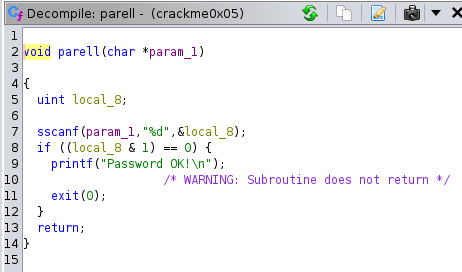 Decompile: parell - (crackme0x05)
1
2 void parell(char *param_1)
3
4 {
5 uint local_8;
6
7 sscanf(param_1,"%d",&local_8);
8 if ((local_8 & 1) == 0) {
9 printf("Password OK!\n");
10 /* WARNING: Subroutine does not return */
11 exit(0);
12 }
13 return;
14 }
15